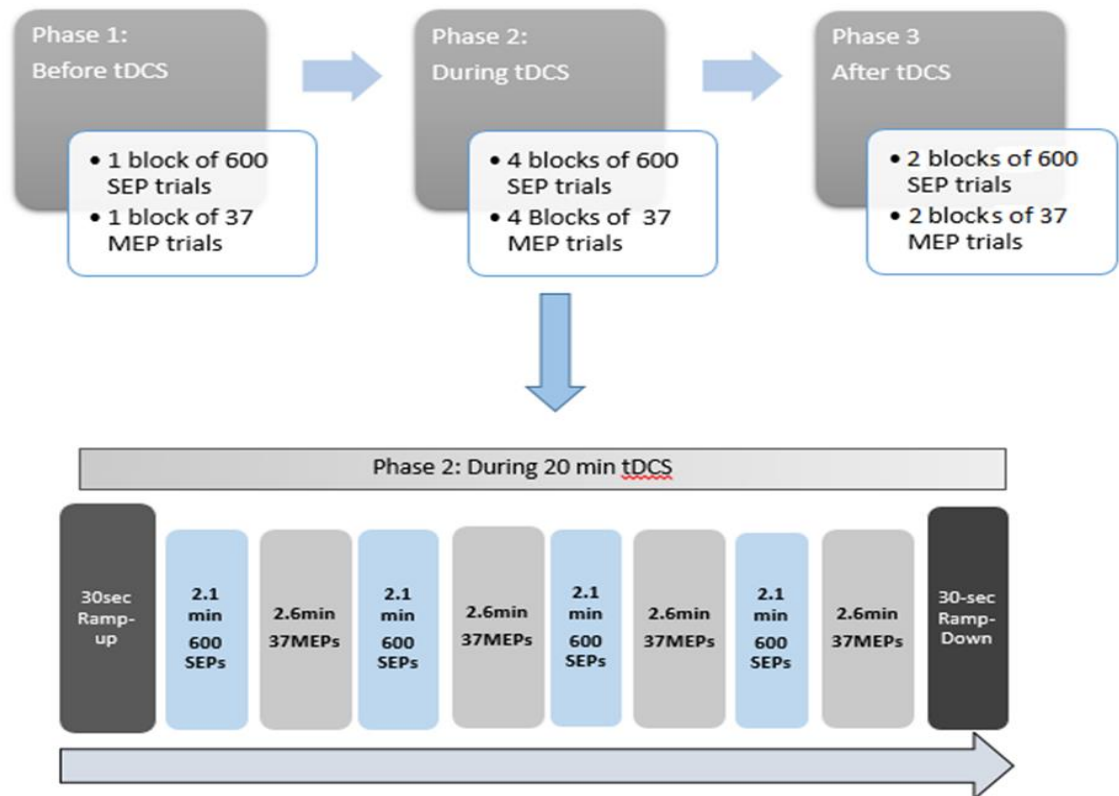 Phase 1:
Before tDCS
• 1 block of 600
SEP trials
• 1 block of 37
MEP trials
Phase 2:
During tDCS
• 4 blocks of 600
SEP trials
• 4 Blocks of 37
MEP trials
Phase 3
After tDCS
• 2 blocks of 600
SEP trials
• 2 blocks of 37
MEP trials
Phase 2: During 20 min tDCS
30sec
Ramp-
up
2.1
min
600
SEPs
2.6min
37MEPs
2.1
min
600
SEPs
2.6min
37MEPs
2.1
min
600
SEPs
2.6min
37MEPs
2.1
min
600
SEPs
2.6min
37MEPs
30-sec
Ramp-
Down